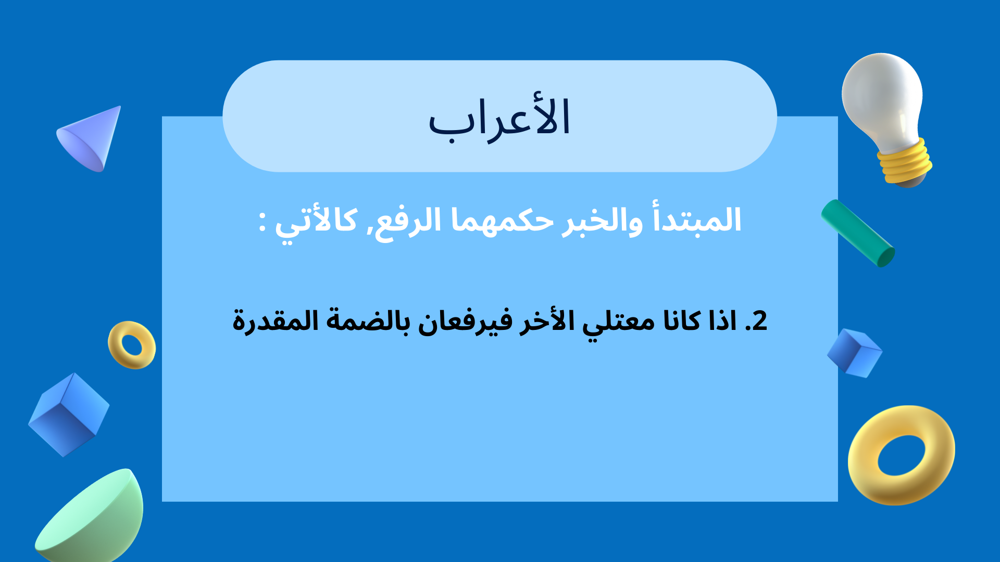 الأعراب
المبتدأ والخبر حكمهما الرفع, كالأتي :
2. اذا كانا معتلي الأخر فيرفعان بالضمة المقدرة